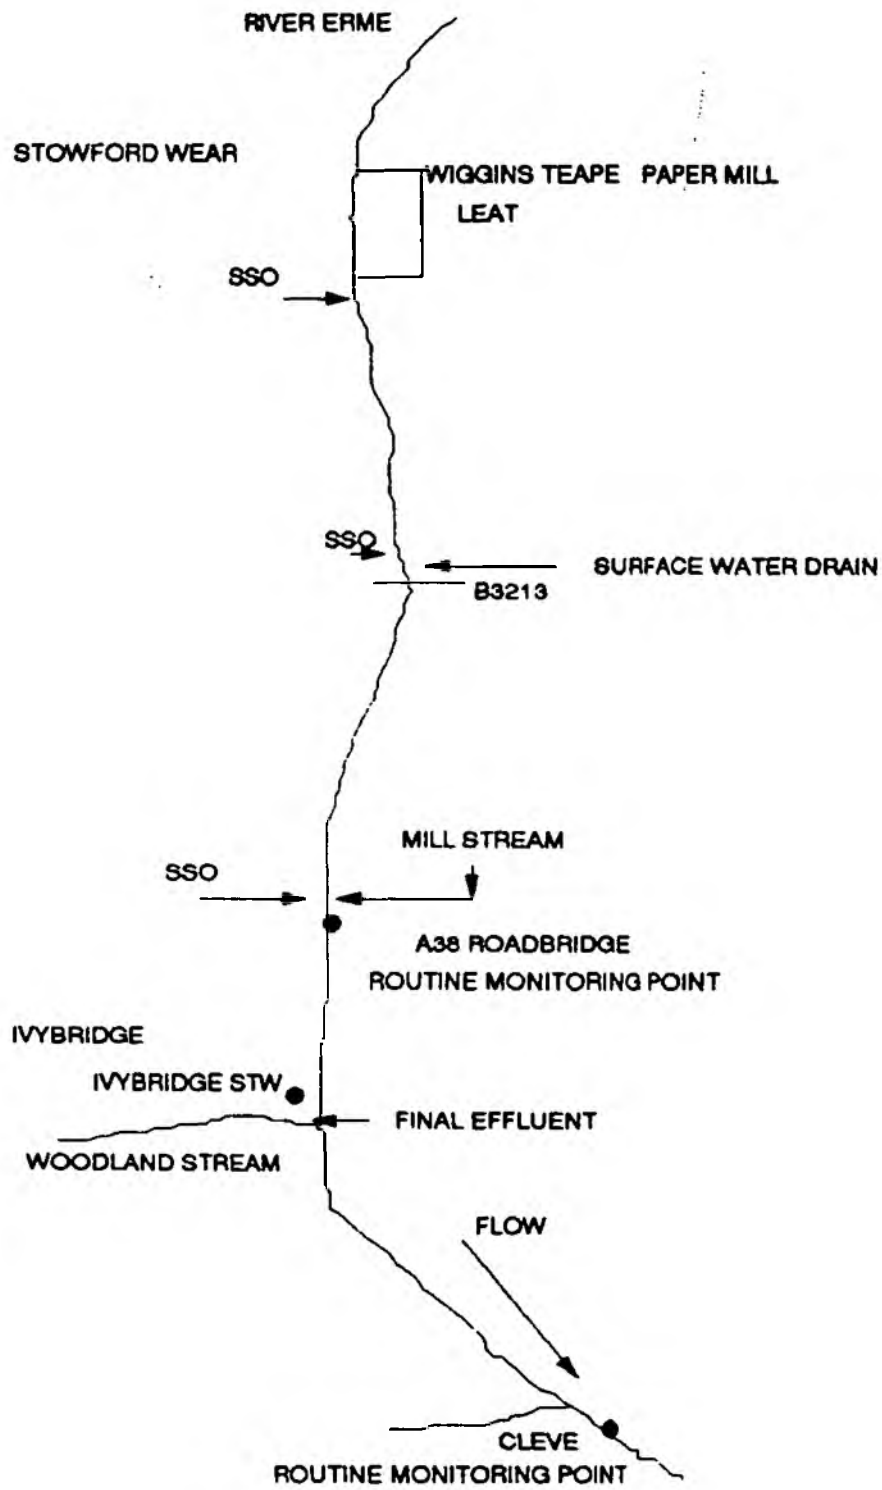 RIVER ERME
STOWFORD WEAR
WIGGINS TEAPE PAPER MILL
LEAT
SSO
SSO
SURFACE WATER DRAIN
B3213
MILL STREAM
SSO
A38 ROADBRIDGE
ROUTINE MONITORING POINT
IVYBRIDGE
IVYBRIDGE STW
FINAL EFFLUENT
WOODLAND STREAM
FLOW
CLEVE
ROUTINE MONITORING POINT